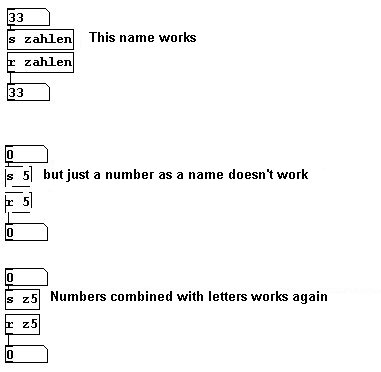 33
s zahlen This name works
r zahlen
33
0
s 5 but just a number as a name doesn't work
r 5
0
0
s z5 Numbers combined with letters works again
r z5
0